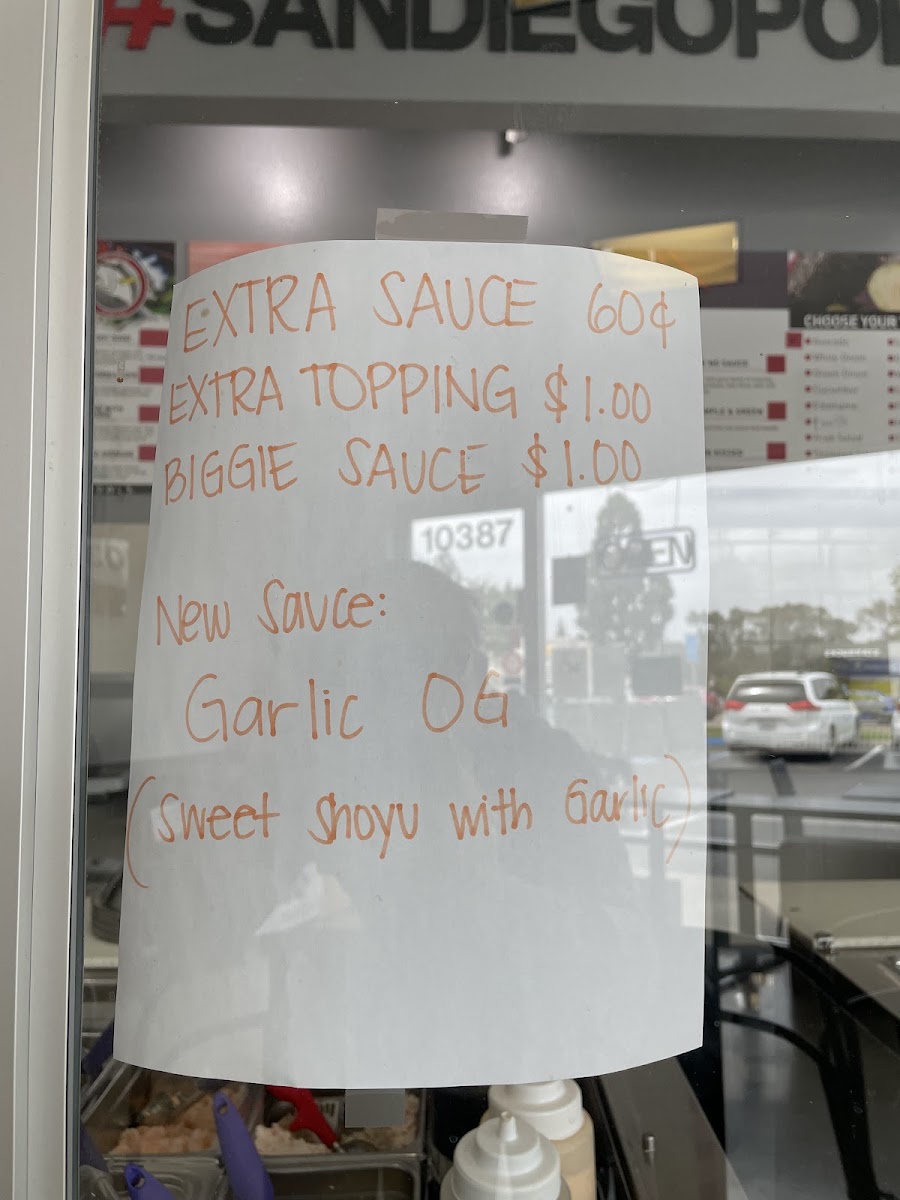 #SANDIEGOPO
EXTRA SAUCE 60¢
EXTRA TOPPING $1.00
BIGGIE SAUCE $1.00
CHOOSE YOUR
10387
OPEN
New Sauce:
Garlic OG
(Sweet Shoyu with Garlic)